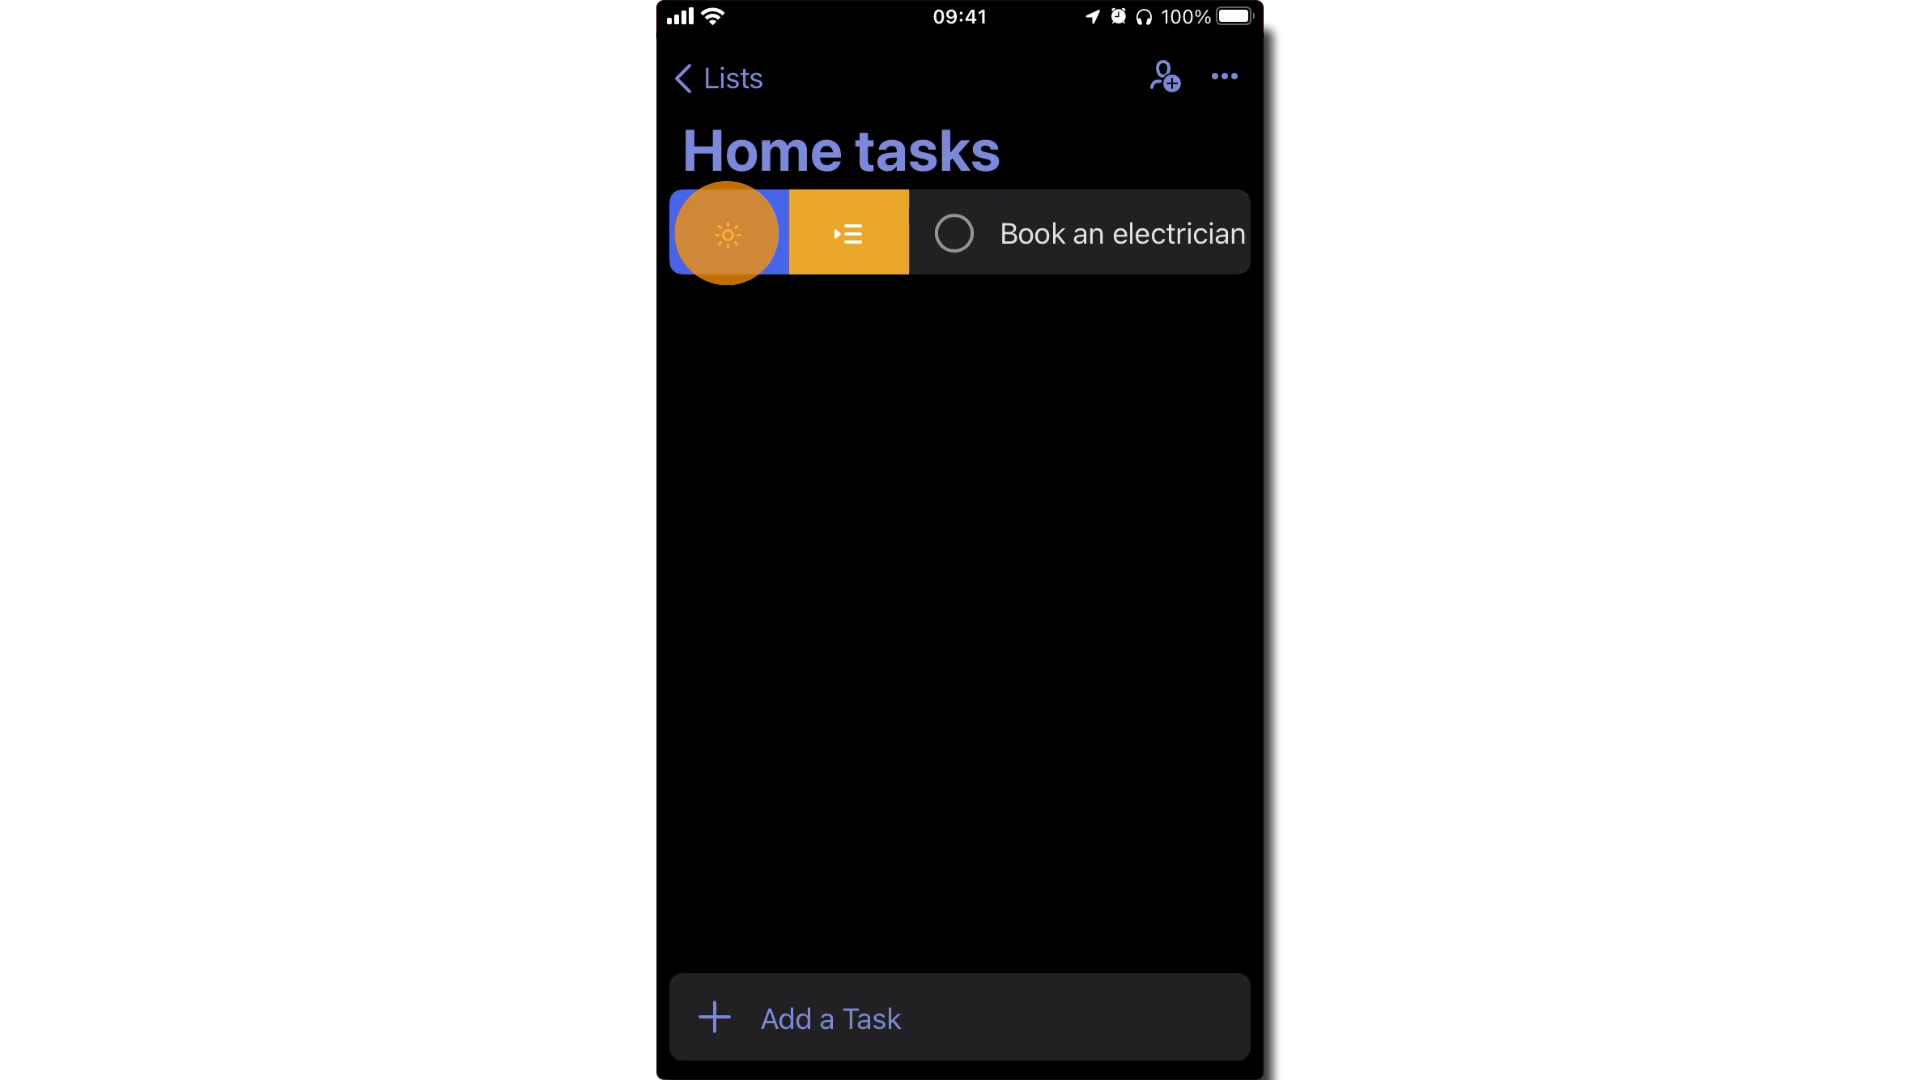 09:41
100%
Lists
Home tasks
Book an electrician
Add a Task